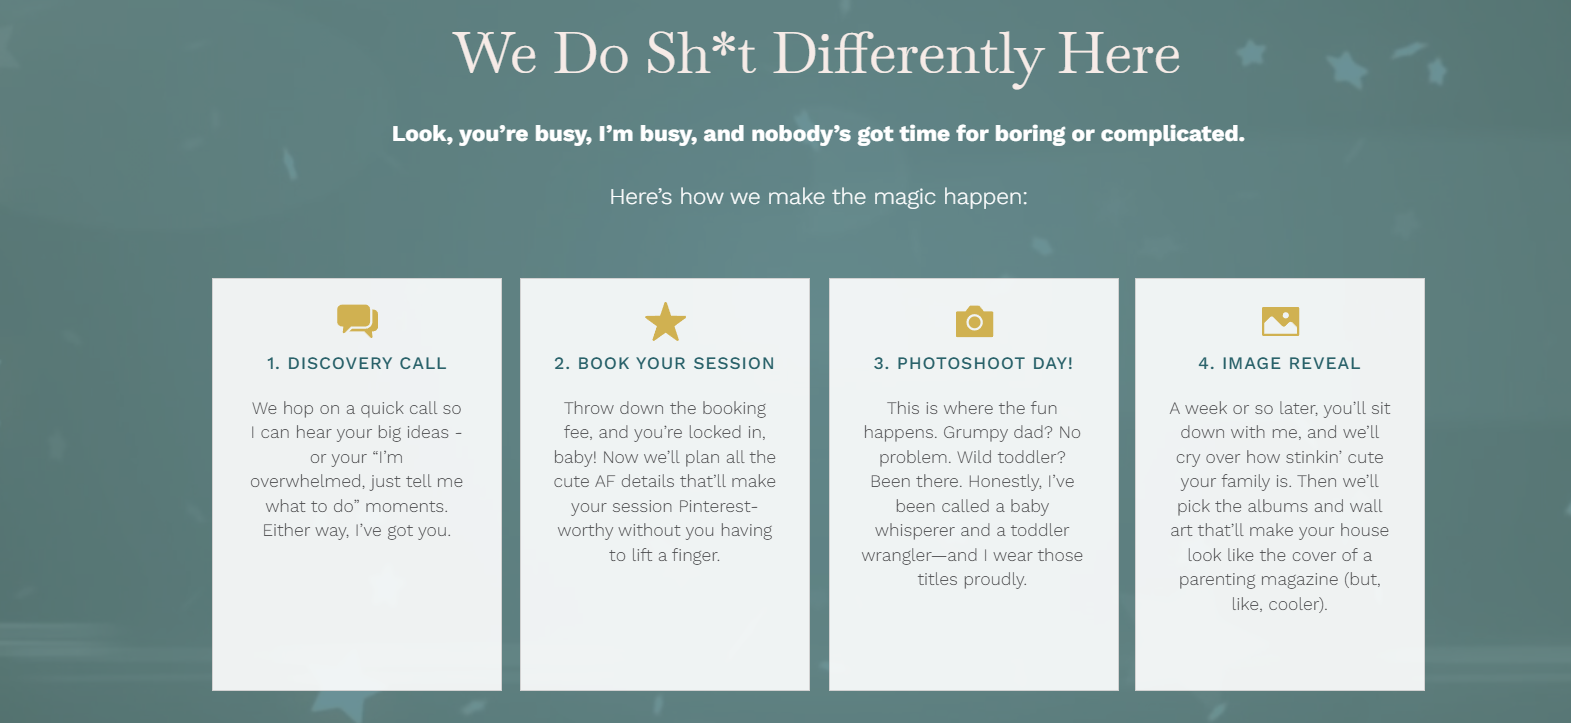 We Do Sh*t Differently Here
Look, you’re busy, I’m busy, and nobody’s got time for boring or complicated.
Here’s how we make the magic happen:
1. DISCOVERY CALL
We hop on a quick call so
I can hear your big ideas -
or your “I’m
overwhelmed, just tell me
what to do” moments.
Either way, I’ve got you.
2. BOOK YOUR SESSION
Throw down the booking
fee, and you’re locked in,
baby! Now we’ll plan all the
cute AF details that’ll make
your session Pinterest-
worthy without you having
to lift a finger.
3. PHOTOSHOOT DAY!
This is where the fun
happens. Grumpy dad? No
problem. Wild toddler?
Been there. Honestly, I’ve
been called a baby
whisperer and a toddler
wrangler—and I wear those
titles proudly.
4. IMAGE REVEAL
A week or so later, you’ll sit
down with me, and we’ll
cry over how stinkin’ cute
your family is. Then we’ll
pick the albums and wall
art that’ll make your house
look like the cover of a
parenting magazine (but,
like, cooler).